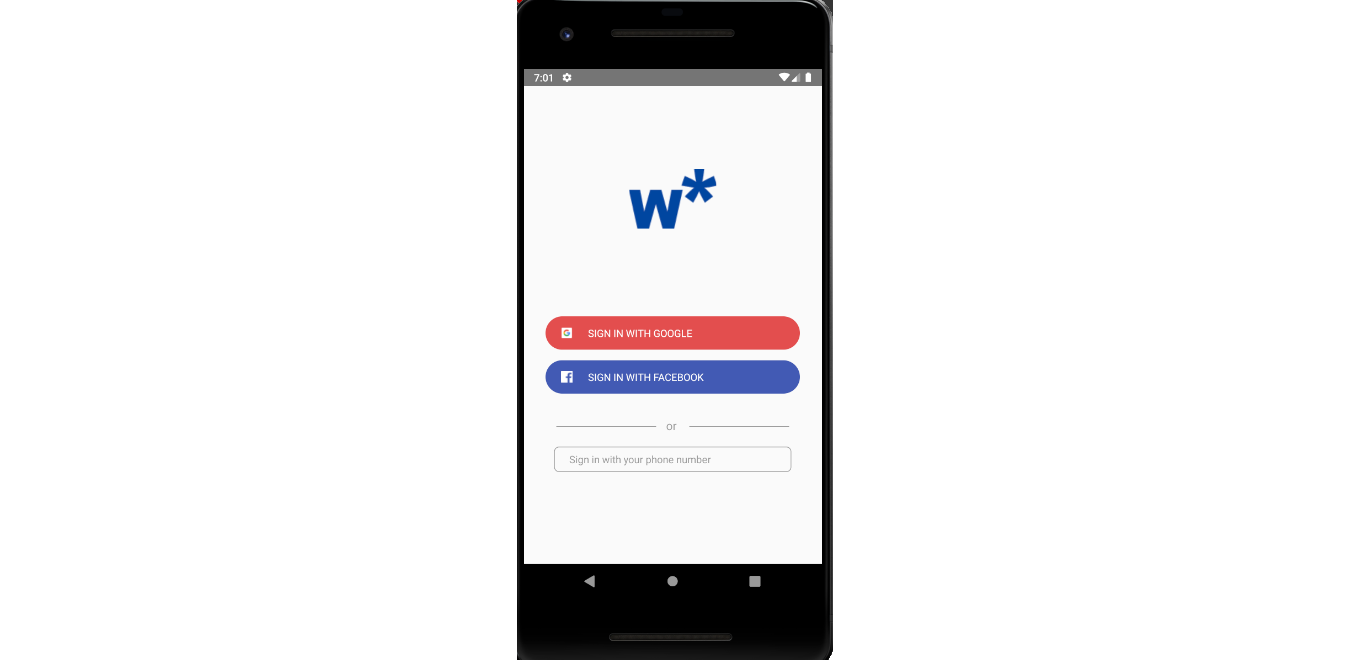 7:01
w*
SIGN IN WITH GOOGLE
SIGN IN WITH FACEBOOK
or
Sign in with your phone number